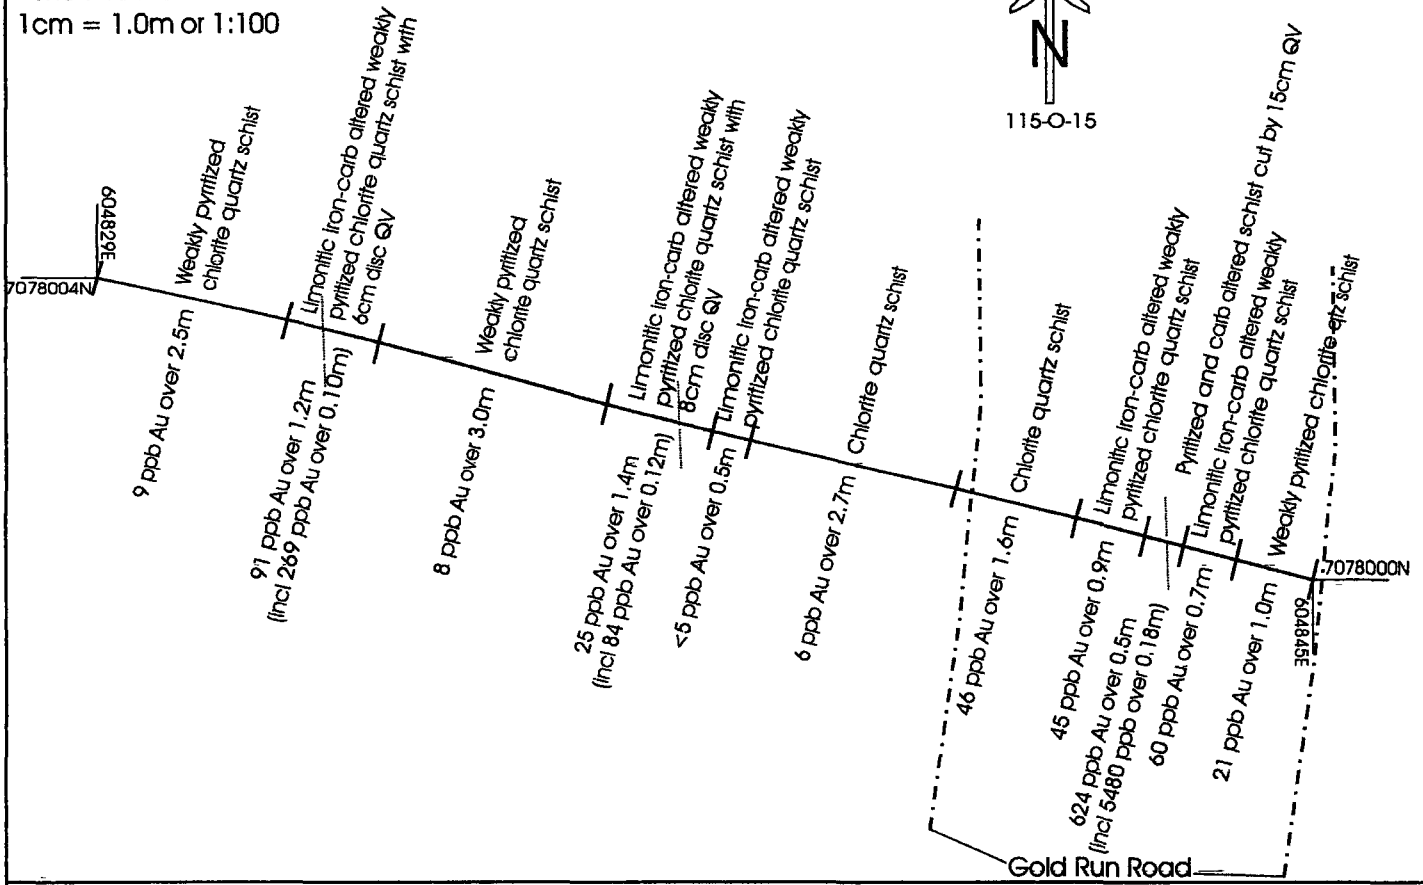 1cm = 1.0m or 1:100
N
115-O-15
604829E
7078004N
Weakly pyritized
chlorite quartz schist
9 ppb Au over 2.5m
Limonitic iron-carb altered weakly
pyritized chlorite quartz schist with
6cm disc QV
91 ppb Au over 1.2m
(incl 269 ppb Au over 0.10m)
Weakly pyritized
chlorite quartz schist
8 ppb Au over 3.0m
Limonitic iron-carb altered weakly
pyritized chlorite quartz schist with
8cm disc QV
25 ppb Au over 1.4m
(incl 84 ppb Au over 0.12m)
Limonitic iron-carb altered weakly
pyritized chlorite quartz schist
<5 ppb Au over 0.5m
Chlorite quartz schist
6 ppb Au over 2.7m
Chlorite quartz schist
46 ppb Au over 1.6m
Limonitic iron-carb altered weakly
pyritized chlorite quartz schist
45 ppb Au over 0.9m
Pyritized and carb altered schist cut by 15cm QV
624 ppb Au over 0.5m
(incl 5480 ppb over 0.18m)
Limonitic iron-carb altered weakly
pyritized chlorite quartz schist
60 ppb Au over 0.7m
Weakly pyritized chlorite qtz schist
21 ppb Au over 1.0m
7078000N
604845E
Gold Run Road